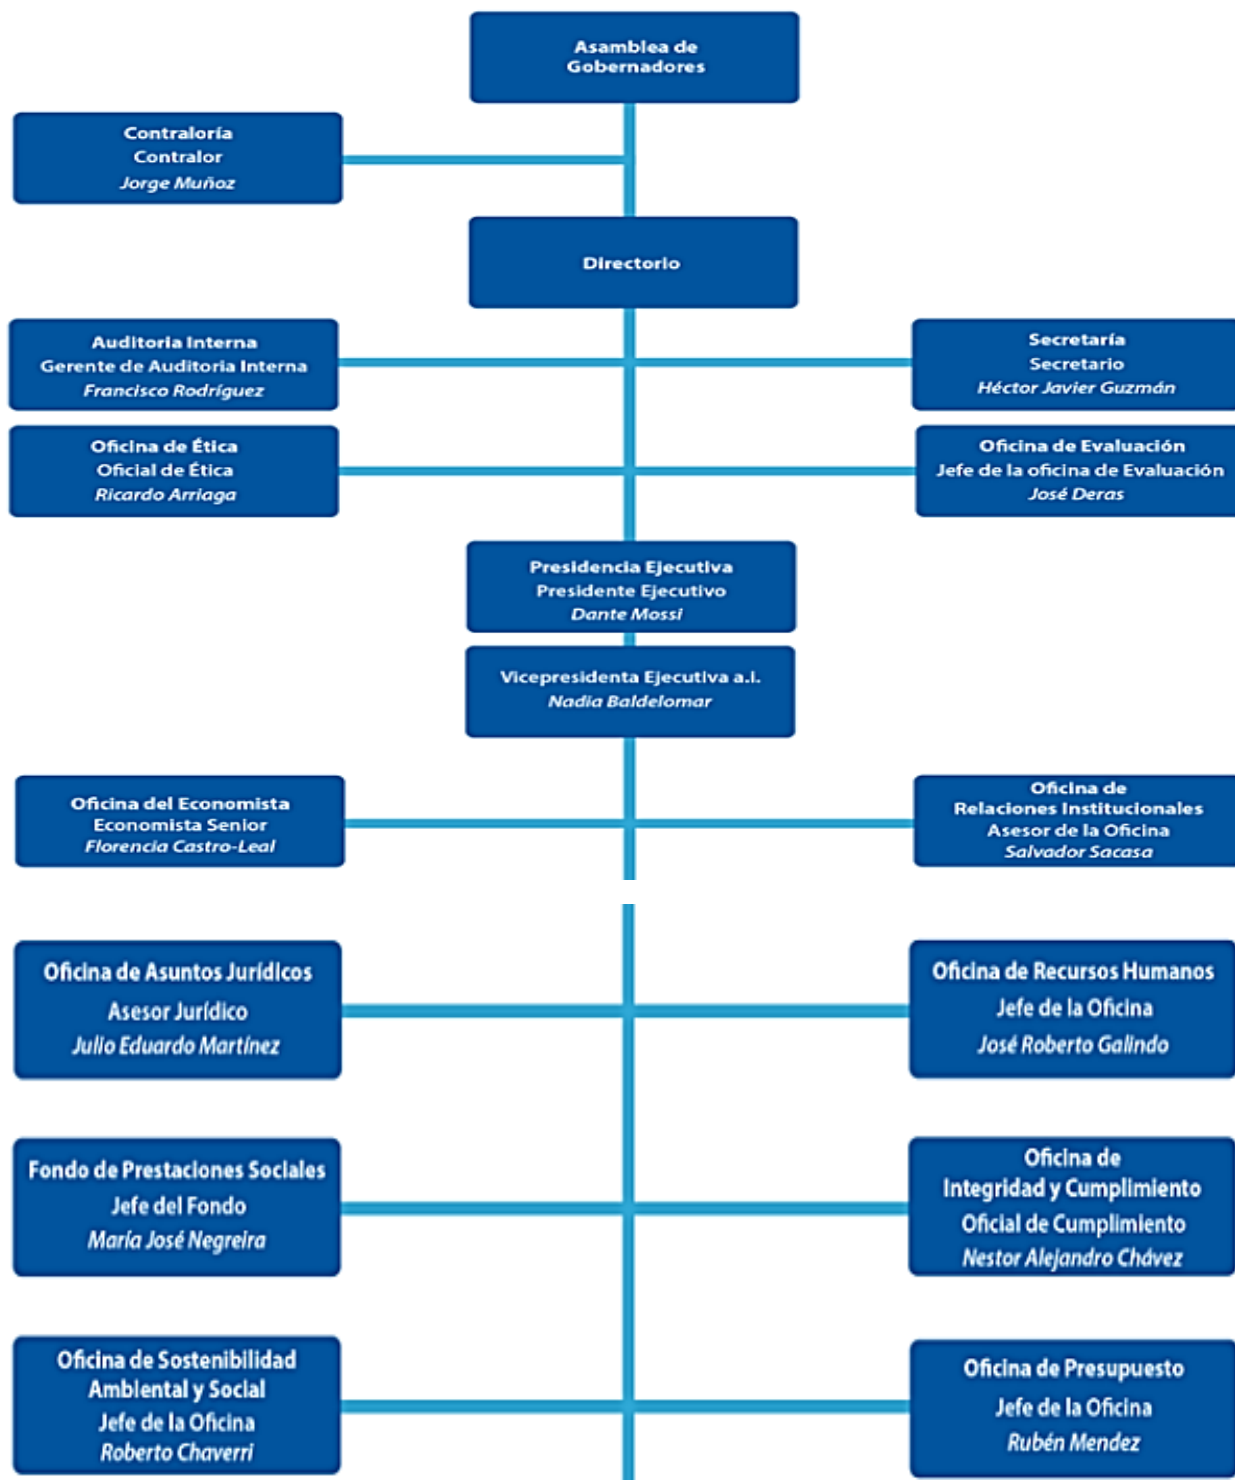 Asamblea de
Gobernadores
Contraloría
Contralor
Jorge Muñoz
Directorio
Auditoria Interna
Gerente de Auditoria Interna
Francisco Rodríguez
Secretaría
Secretario
Héctor Javier Guzmán
Oficina de Ética
Oficial de Ética
Ricardo Arriaga
Oficina de Evaluación
Jefe de la oficina de Evaluación
José Deras
Presidencia Ejecutiva
Presidente Ejecutivo
Dante Mossi
Vicepresidenta Ejecutiva a.i.
Nadia Baldelomar
Oficina del Economista
Economista Senior
Florencia Castro-Leal
Oficina de
Relaciones Institucionales
Asesor de la Oficina
Salvador Sacasa
Oficina de Asuntos Jurídicos
Asesor Jurídico
Julio Eduardo Martínez
Oficina de Recursos Humanos
Jefe de la Oficina
José Roberto Galindo
Fondo de Prestaciones Sociales
Jefe del Fondo
María José Negreira
Oficina de
Integridad y Cumplimiento
Oficial de Cumplimiento
Nestor Alejandro Chávez
Oficina de Sostenibilidad
Ambiental y Social
Jefe de la Oficina
Roberto Chaverri
Oficina de Presupuesto
Jefe de la Oficina
Rubén Mendez